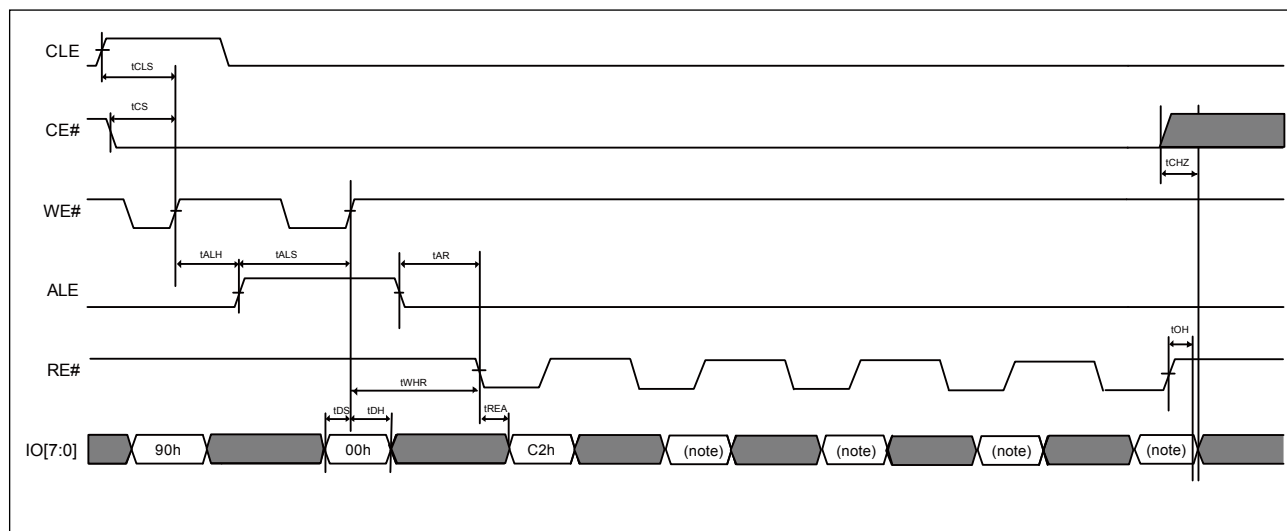 CLE
tCLS
CE#
tCS
tCHZ
WE#
tALH
tALS
tAR
ALE
tOH
RE#
tWHR
tDS
tDH
tREA
IO[7:0]
90h
00h
C2h
(note)
(note)
(note)
(note)